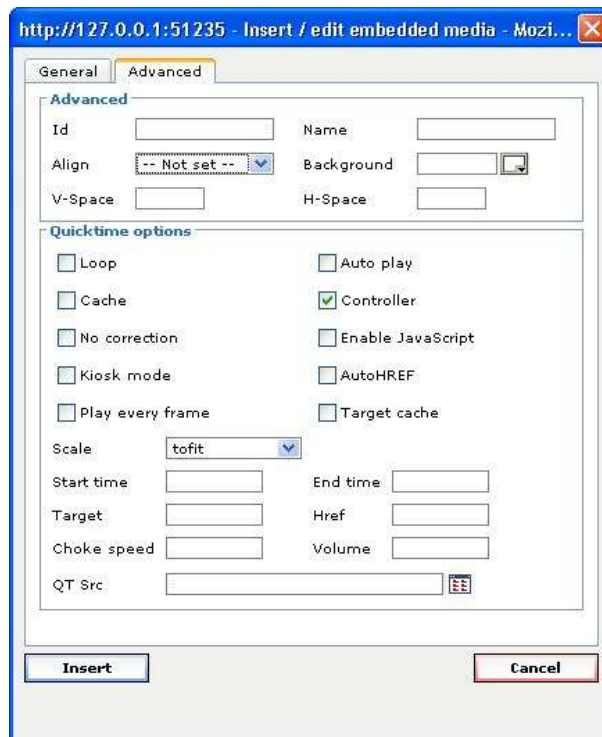 http://127.0.0.1:51235 - Insert / edit embedded media - Mozi...
General Advanced
Advanced
Id Name
Align -- Not set -- Background
V-Space H-Space
Quicktime options
Loop Auto play
Cache Controller
No correction Enable JavaScript
Kiosk mode AutoHREF
Play every frame Target cache
Scale tofit
Start time End time
Target Href
Choke speed Volume
QT Src
Insert Cancel